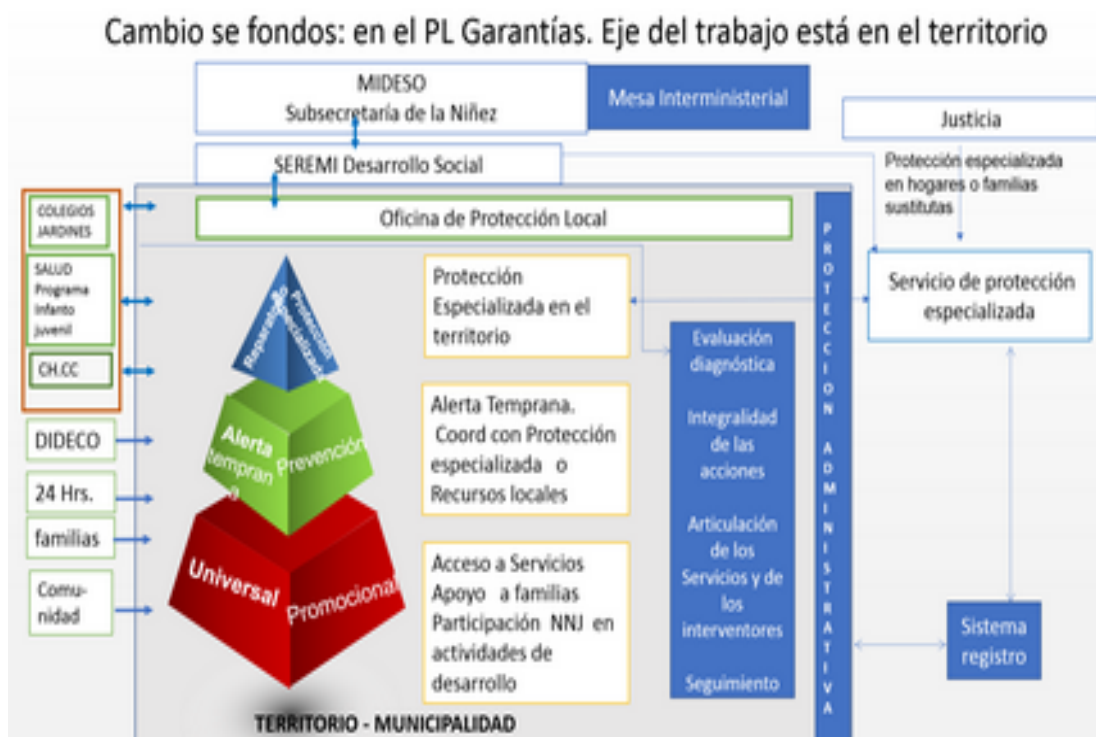 Cambio se fondos: en el PL Garantías. Eje del trabajo está en el territorio
MIDESO
Subsecretaría de la Niñez
Mesa Interministerial
Justicia
SEREMI Desarrollo Social
Protección especializada
en hogares o familias
sustitutas
Oficina de Protección Local
COLEGIOS
JARDINES
SALUD
Programa
Infanto
juvenil
CH.CC
DIDECO
24 Hrs.
familias
Comu-
nidad
Reparatorio
Protección
especializada
Alerta
tempran
a
Prevención
Universal
Promocional
Protección
Especializada en el
territorio
Alerta Temprana.
Coord con Protección
especializada o
Recursos locales
Acceso a Servicios
Apoyo a familias
Participación NNJ en
actividades de
desarrollo
Evaluación
diagnóstica
Integralidad
de las
acciones
Articulación
de los
Servicios y de
los
interventores
Seguimiento
PROTECCION ADMINISTRATIVA
Servicio de protección
especializada
Sistema
registro
TERRITORIO - MUNICIPALIDAD